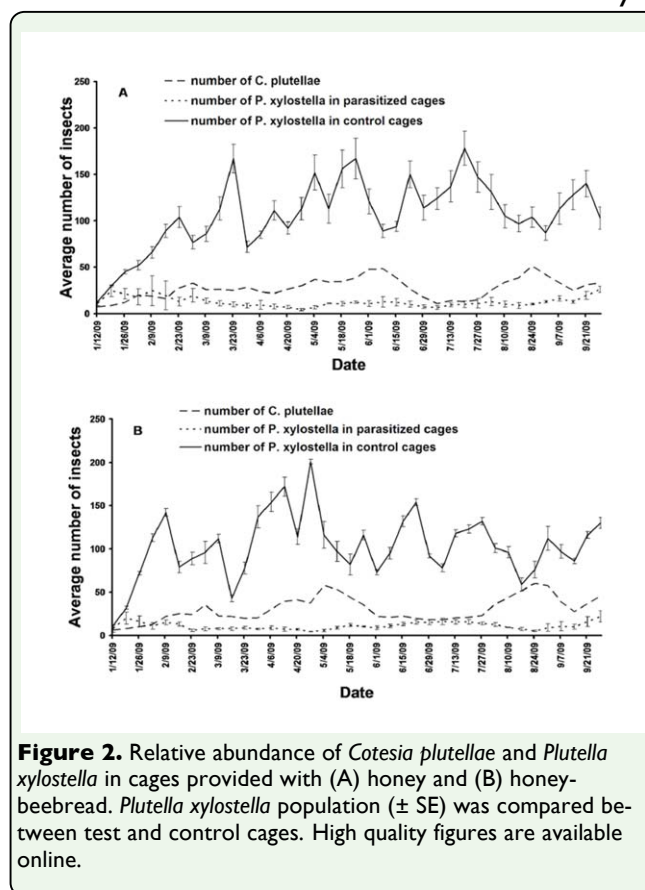 250
200
150
100
50
0
Average number of insects
A
number of C. plutellae
number of P. xylostella in parasitized cages
number of P. xylostella in control cages
1/12/09
1/26/09
2/9/09
2/23/09
3/9/09
3/23/09
4/6/09
4/20/09
5/4/09
5/18/09
6/1/09
6/15/09
6/29/09
7/13/09
7/27/09
8/10/09
8/24/09
9/7/09
9/21/09
Date
250
200
150
100
50
0
Average number of insects
B
number of C. plutellae
number of P. xylostella in parasitized cages
number of P. xylostella in control cages
1/12/09
1/26/09
2/9/09
2/23/09
3/9/09
3/23/09
4/6/09
4/20/09
5/4/09
5/18/09
6/1/09
6/15/09
6/29/09
7/13/09
7/27/09
8/10/09
8/24/09
9/7/09
9/21/09
Date
Figure 2. Relative abundance of Cotesia plutellae and Plutella
xylostella in cages provided with (A) honey and (B) honey-
beebread. Plutella xylostella population (± SE) was compared be-
tween test and control cages. High quality figures are available
online.